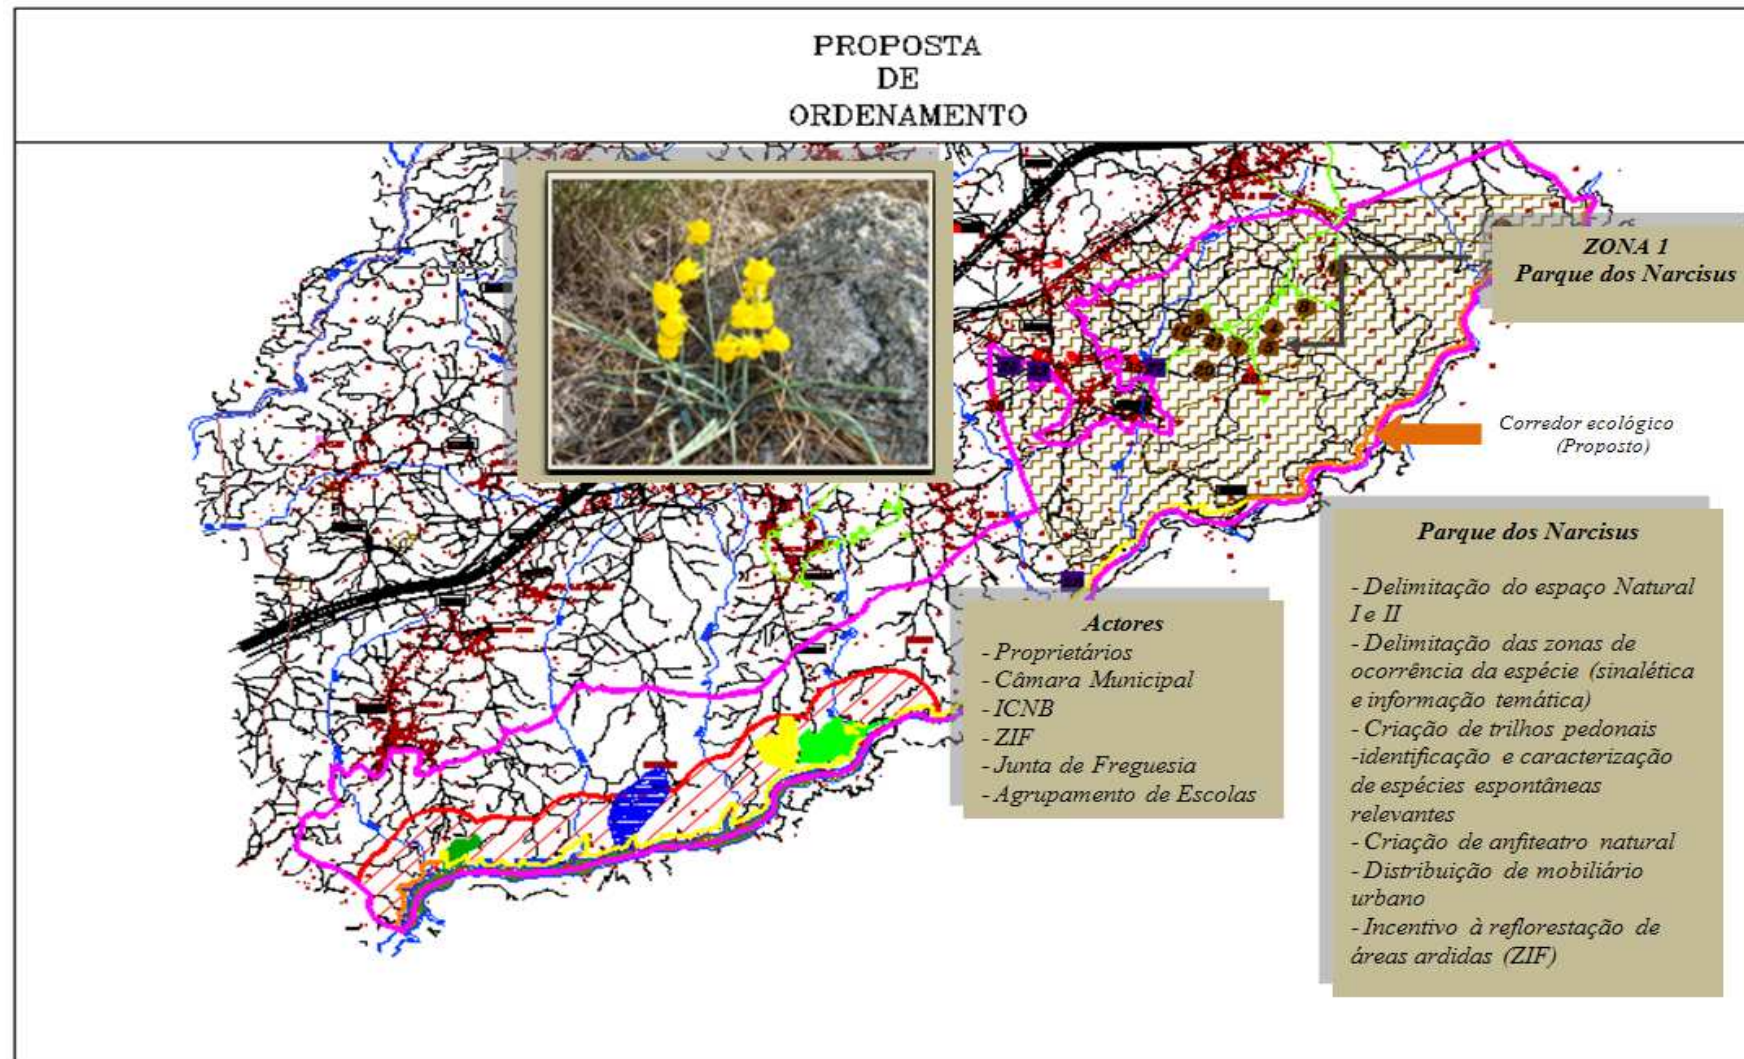 PROPOSTA
DE
ORDENAMENTO
ZONA 1
Parque dos Narcisus
Corredor ecológico
(Proposto)
Parque dos Narcisus
- Delimitação do espaço Natural
I e II
- Delimitação das zonas de
ocorrência da espécie (sinalética
e informação temática)
- Criação de trilhos pedonais
-identificação e caracterização
de espécies espontâneas
relevantes
- Criação de anfiteatro natural
- Distribuição de mobiliário
urbano
- Incentivo à reflorestação de
áreas ardidas (ZIF)
Actores
- Proprietários
- Câmara Municipal
- ICNB
- ZIF
- Junta de Freguesia
- Agrupamento de Escolas